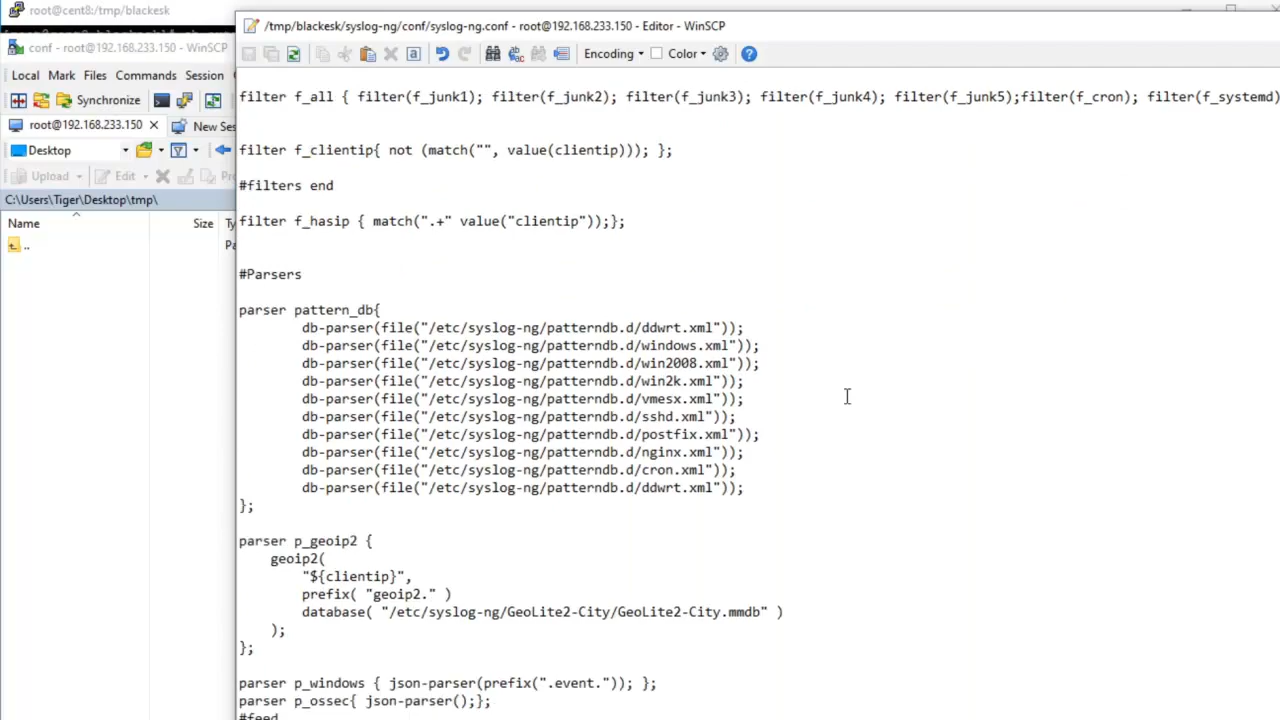 root@cent8:/tmp/blackesk
conf - root@192.168.233.150 - WinSCP
Local Mark Files Commands Session
Synchronize
root@192.168.233.150 New Ses
Desktop
Upload Edit
C:\Users\Tiger\Desktop\tmp\
Name Size
..
/tmp/blackesk/syslog-ng/conf/syslog-ng.conf - root@192.168.233.150 - Editor - WinSCP
Encoding Color
filter f_all { filter(f_junk1); filter(f_junk2); filter(f_junk3); filter(f_junk4); filter(f_junk5);filter(f_cron); filter(f_systemd)
filter f_clientip{ not (match("", value(clientip))); };
#filters end
filter f_hasip { match(".+" value("clientip"));};
#Parsers
parser pattern_db{
db-parser(file("/etc/syslog-ng/patterndb.d/ddwrt.xml"));
db-parser(file("/etc/syslog-ng/patterndb.d/windows.xml"));
db-parser(file("/etc/syslog-ng/patterndb.d/win2008.xml"));
db-parser(file("/etc/syslog-ng/patterndb.d/win2k.xml"));
db-parser(file("/etc/syslog-ng/patterndb.d/vmesx.xml"));
db-parser(file("/etc/syslog-ng/patterndb.d/sshd.xml"));
db-parser(file("/etc/syslog-ng/patterndb.d/postfix.xml"));
db-parser(file("/etc/syslog-ng/patterndb.d/nginx.xml"));
db-parser(file("/etc/syslog-ng/patterndb.d/cron.xml"));
db-parser(file("/etc/syslog-ng/patterndb.d/ddwrt.xml"));
};
parser p_geoip2 {
geoip2(
"${clientip}",
prefix( "geoip2." )
database( "/etc/syslog-ng/GeoLite2-City/GeoLite2-City.mmdb" )
);
};
parser p_windows { json-parser(prefix(".event.")); };
parser p_ossec{ json-parser();};
#feed